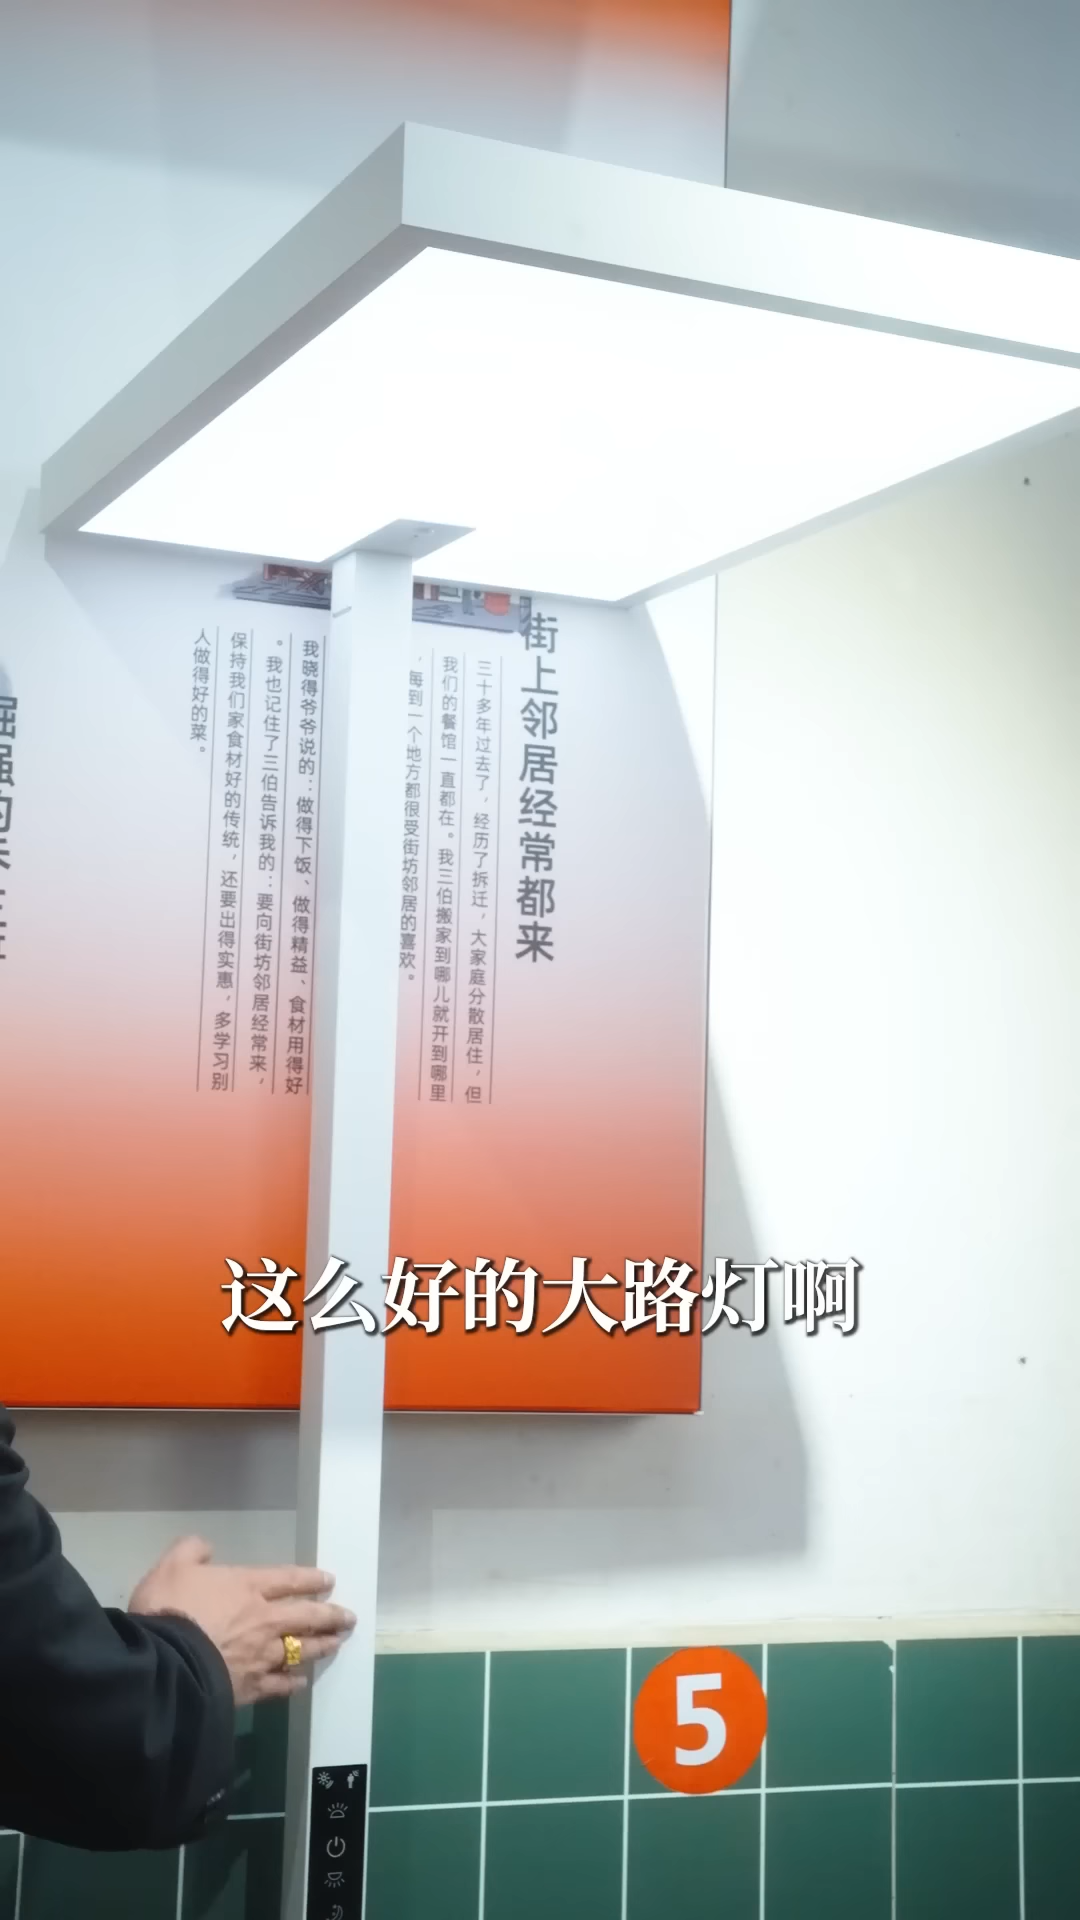 街上邻居经常都来
三十多年过去了，经历了拆迁，大家庭分散居住，但
我们的餐馆一直都在。我三伯搬家到哪儿就开到哪里
，每到一个地方都很受街坊邻居的喜欢。
我晓得爷爷说的：做得下饭、做得精益、食材用得好
。我也记住了三伯告诉我的：要向街坊邻居经常来，
保持我们家食材好的传统，还要出得实惠，多学习别
人做得好的菜。
倔强的
这么好的大路灯啊
5